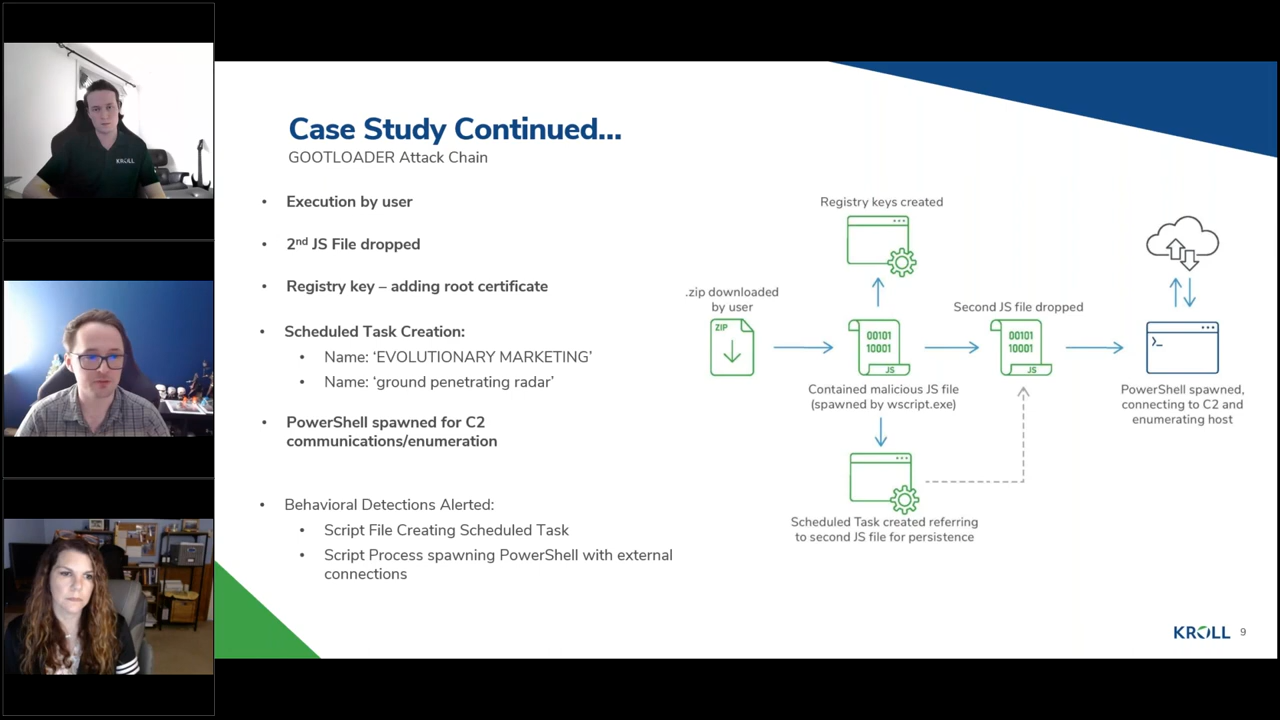 KROLL
Case Study Continued...
GOOTLOADER Attack Chain
• Execution by user
• 2nd JS File dropped
• Registry key – adding root certificate
• Scheduled Task Creation:
• Name: ‘EVOLUTIONARY MARKETING’
• Name: ‘ground penetrating radar’
• PowerShell spawned for C2
communications/enumeration
• Behavioral Detections Alerted:
• Script File Creating Scheduled Task
• Script Process spawning PowerShell with external
connections
Registry keys created
.zip downloaded
by user
ZIP
00101
10001
JS
Contained malicious JS file
(spawned by wscript.exe)
Second JS file dropped
00101
10001
JS
PowerShell spawned,
connecting to C2 and
enumerating host
Scheduled Task created referring
to second JS file for persistence
KROLL
9